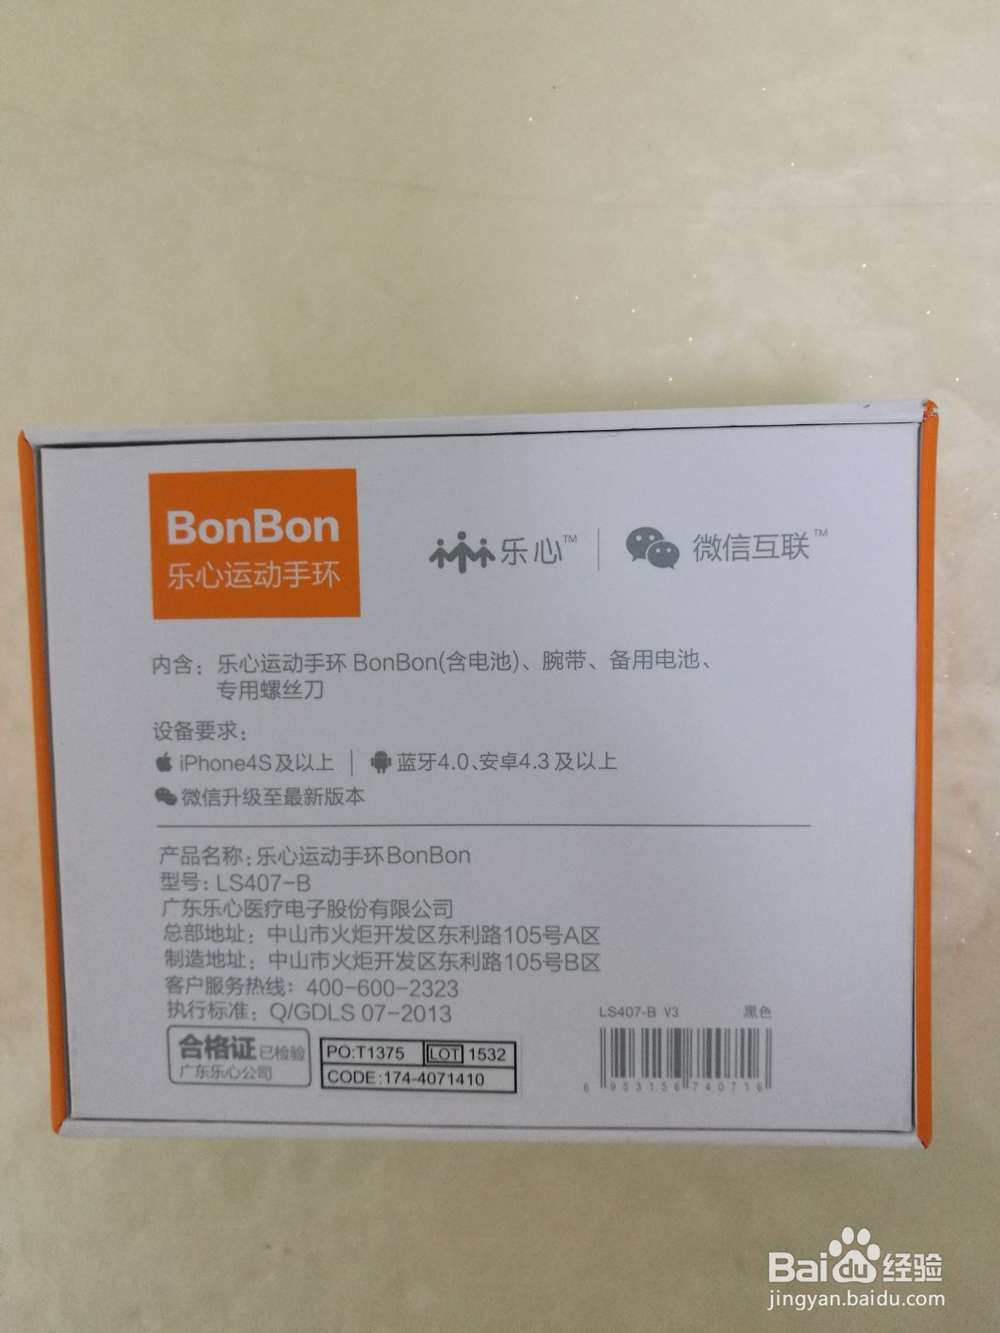 BonBon
乐心运动手环
乐心™ | 微信互联™
内含：乐心运动手环 BonBon(含电池)、腕带、备用电池、
专用螺丝刀
设备要求：
iPhone4S及以上 | 蓝牙4.0、安卓4.3及以上
微信升级至最新版本
产品名称：乐心运动手环BonBon
型号：LS407-B
广东乐心医疗电子股份有限公司
总部地址：中山市火炬开发区东利路105号A区
制造地址：中山市火炬开发区东利路105号B区
客户服务热线：400-600-2323
执行标准：Q/GDLS 07-2013
LS407-B V3 黑色
合格证 已检验
广东乐心公司
PO:T1375 LOT 1532
CODE:174-4071410
6 953156 740716
Baidu经验
jingyan.baidu.com